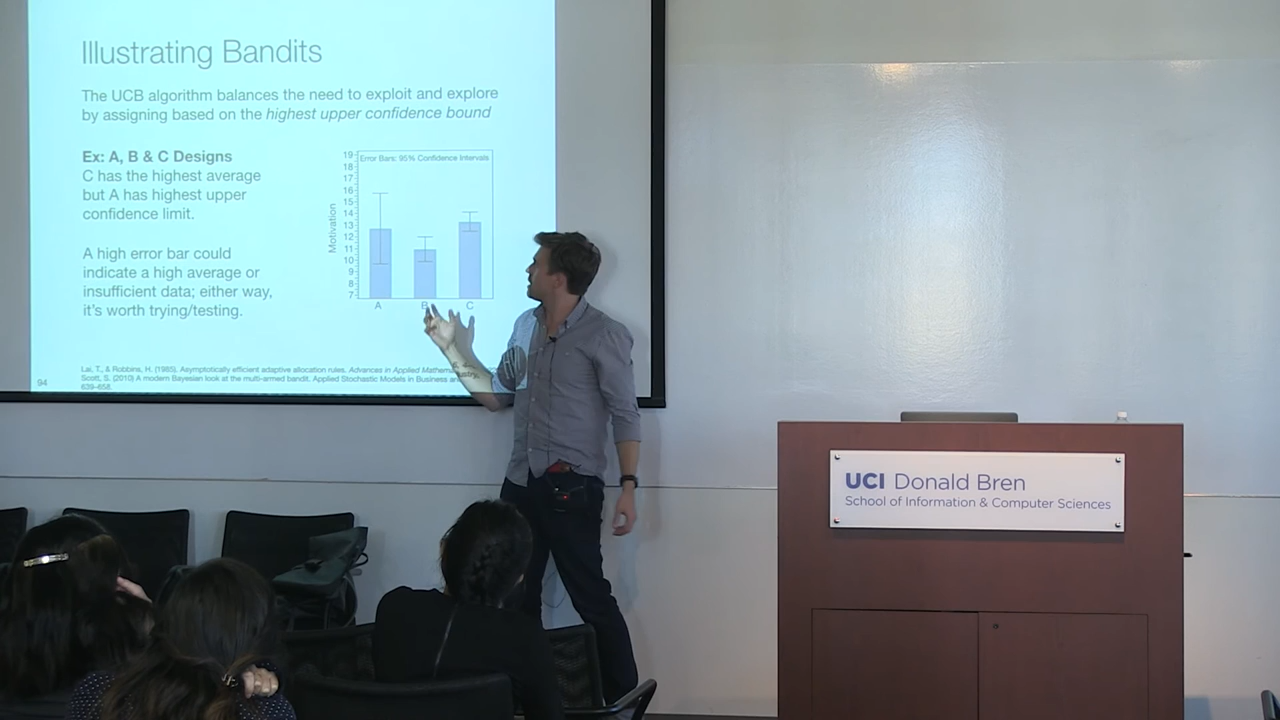 Illustrating Bandits
The UCB algorithm balances the need to exploit and explore
by assigning based on the highest upper confidence bound
Ex: A, B & C Designs
C has the highest average
but A has highest upper
confidence limit.
A high error bar could
indicate a high average or
insufficient data; either way,
it's worth trying/testing.
Error Bars: 95% Confidence Intervals
Motivation
19
18
17
16
15
14
13
12
11
10
9
8
7
A B C
Lai, T., & Robbins, H. (1985). Asymptotically efficient adaptive allocation rules. Advances in Applied
Scott, S. (2010) A modern Bayesian look at the multi-armed bandit. Applied Stochastic Models in Business
639–658.
94
UCI Donald Bren
School of Information & Computer Sciences